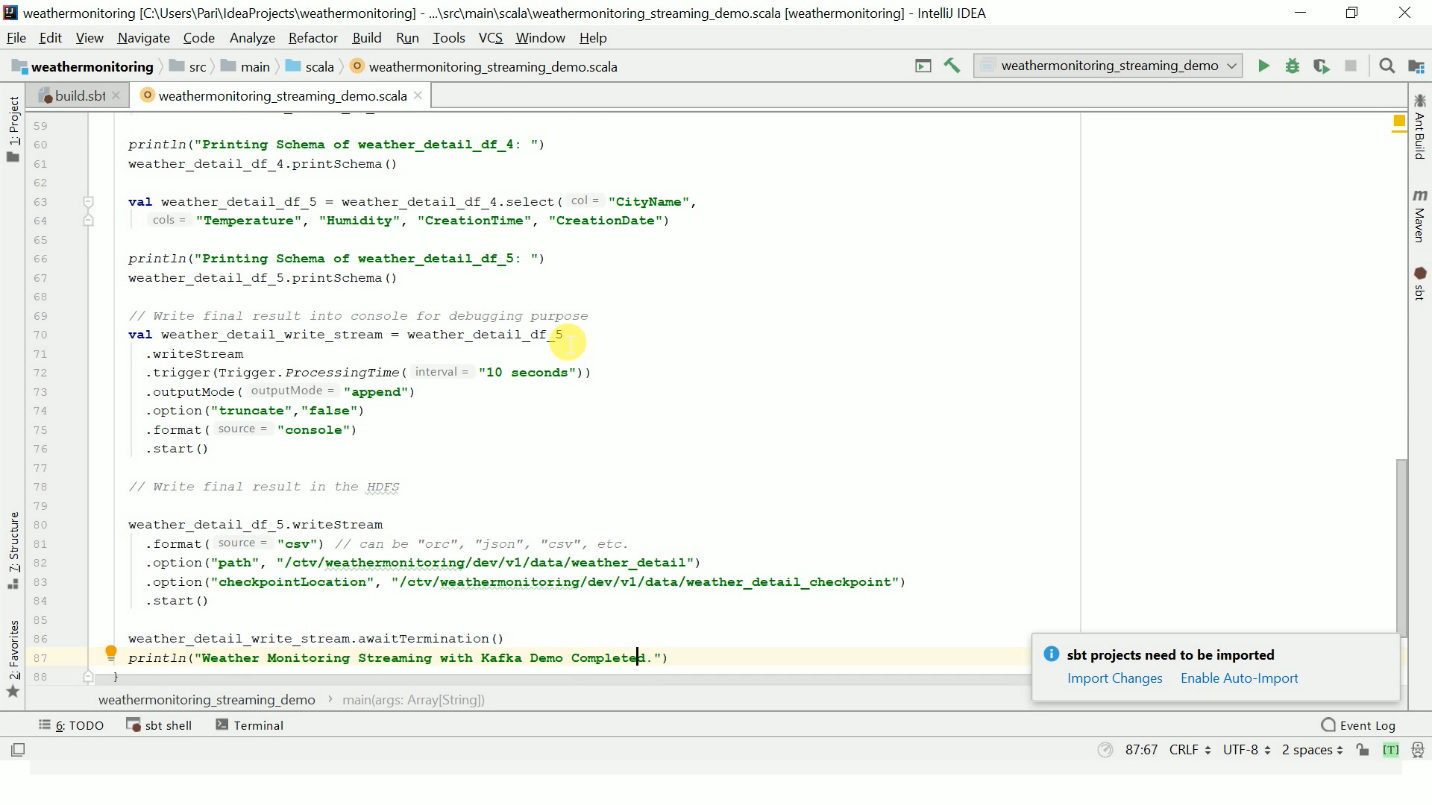 weathermonitoring [C:\Users\Pari\IdeaProjects\weathermonitoring] - ...\src\main\scala\weathermonitoring_streaming_demo.scala [weathermonitoring] - IntelliJ IDEA
File Edit View Navigate Code Analyze Refactor Build Run Tools VCS Window Help
weathermonitoring src main scala weathermonitoring_streaming_demo.scala weathermonitoring_streaming_demo
build.sbt weathermonitoring_streaming_demo.scala
1: Project
Z: Structure
2: Favorites
Ant Build
Maven
sbt
59
60 println("Printing Schema of weather_detail_df_4: ")
61 weather_detail_df_4.printSchema()
62
63 val weather_detail_df_5 = weather_detail_df_4.select( col = "CityName",
64 cols = "Temperature", "Humidity", "CreationTime", "CreationDate")
65
66 println("Printing Schema of weather_detail_df_5: ")
67 weather_detail_df_5.printSchema()
68
69 // Write final result into console for debugging purpose
70 val weather_detail_write_stream = weather_detail_df_5
71 .writeStream
72 .trigger(Trigger.ProcessingTime( interval = "10 seconds"))
73 .outputMode( outputMode = "append")
74 .option("truncate","false")
75 .format( source = "console")
76 .start()
77
78 // Write final result in the HDFS
79
80 weather_detail_df_5.writeStream
81 .format( source = "csv") // can be "orc", "json", "csv", etc.
82 .option("path", "/ctv/weathermonitoring/dev/v1/data/weather_detail")
83 .option("checkpointLocation", "/ctv/weathermonitoring/dev/v1/data/weather_detail_checkpoint")
84 .start()
85
86 weather_detail_write_stream.awaitTermination()
87 println("Weather Monitoring Streaming with Kafka Demo Completed.")
88 }
sbt projects need to be imported
Import Changes Enable Auto-Import
weathermonitoring_streaming_demo › main(args: Array[String])
6: TODO sbt shell Terminal Event Log
87:67 CRLF UTF-8 2 spaces [T]